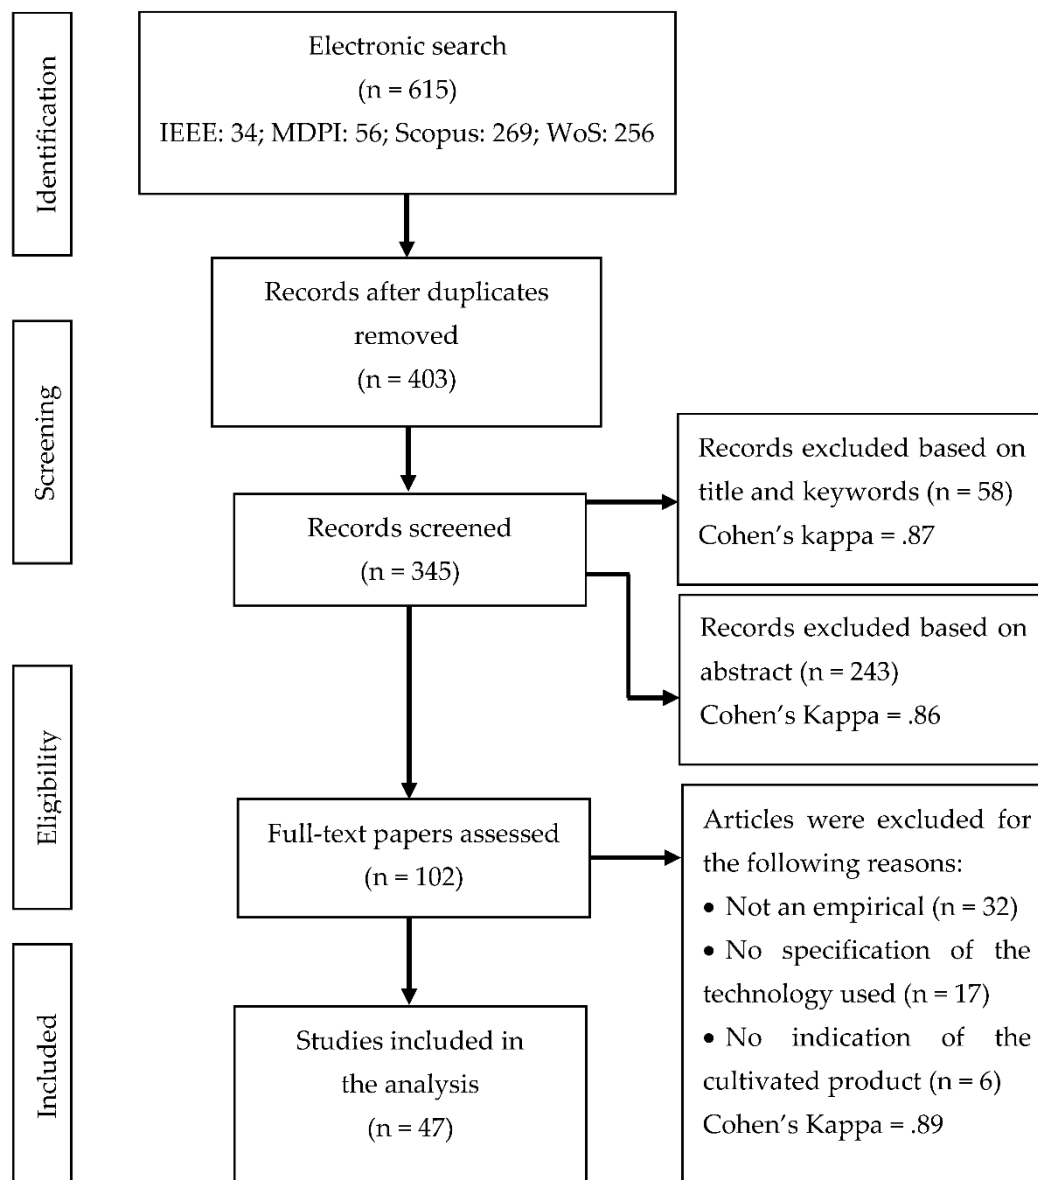 Identification
Electronic search
(n = 615)
IEEE: 34; MDPI: 56; Scopus: 269; WoS: 256
Screening
Records after duplicates
removed
(n = 403)
Records screened
(n = 345)
Records excluded based on
title and keywords (n = 58)
Cohen’s kappa = .87
Records excluded based on
abstract (n = 243)
Cohen’s Kappa = .86
Eligibility
Full-text papers assessed
(n = 102)
Articles were excluded for
the following reasons:
• Not an empirical (n = 32)
• No specification of the
technology used (n = 17)
• No indication of the
cultivated product (n = 6)
Cohen’s Kappa = .89
Included
Studies included in
the analysis
(n = 47)